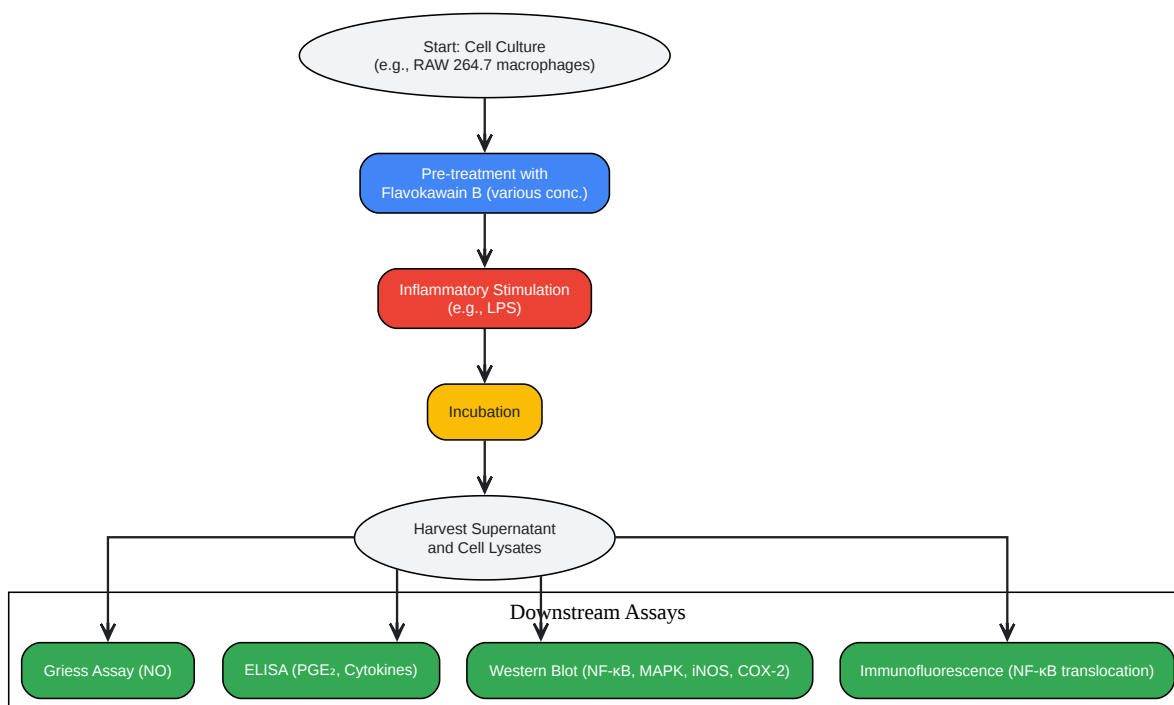 Start: Cell Culture
(e.g., RAW 264.7 macrophages)
Pre-treatment with
Flavokawain B (various conc.)
Inflammatory Stimulation
(e.g., LPS)
Incubation
Harvest Supernatant
and Cell Lysates
Downstream Assays
Griess Assay (NO)
ELISA (PGE₂, Cytokines)
Western Blot (NF-κB, MAPK, iNOS, COX-2)
Immunofluorescence (NF-κB translocation)